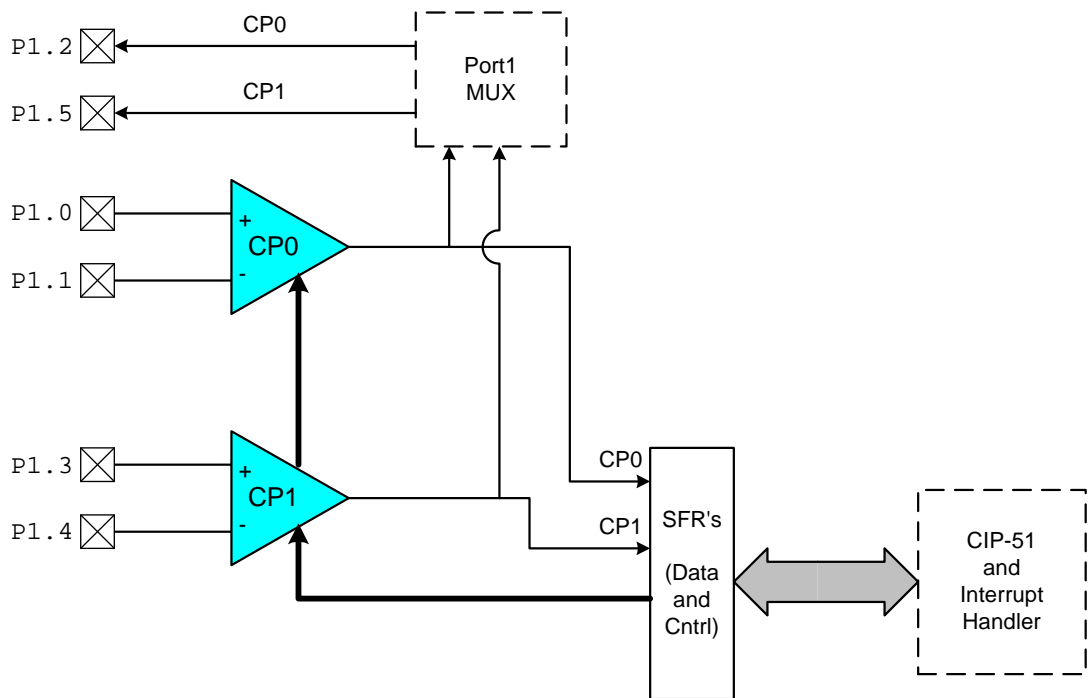 CP0
P1.2
Port1
MUX
CP1
P1.5
P1.0
+
CP0
P1.1
-
P1.3
+
CP1
P1.4
-
CP0
CP1
SFR's
(Data
and
Cntrl)
CIP-51
and
Interrupt
Handler